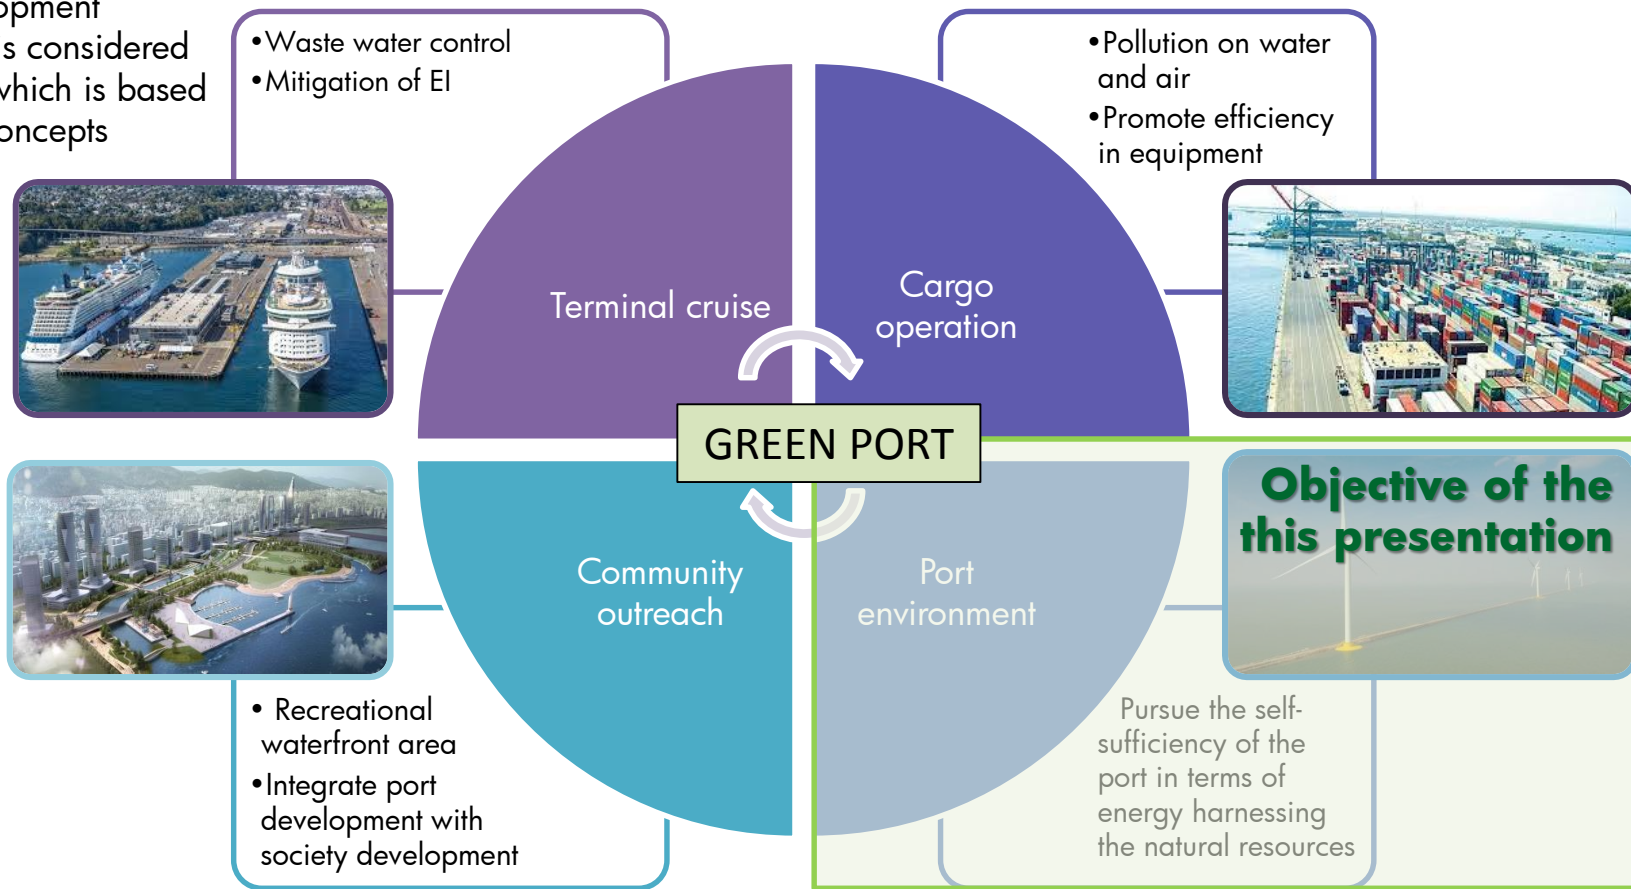 opment
s considered
which is based
oncepts
•Waste water control
•Mitigation of EI
•Pollution on water
and air
•Promote efficiency
in equipment
Terminal cruise
Cargo
operation
GREEN PORT
Objective of the
this presentation
Community
outreach
Port
environment
• Recreational
waterfront area
•Integrate port
development with
society development
Pursue the self-
sufficiency of the
port in terms of
energy harnessing
the natural resources